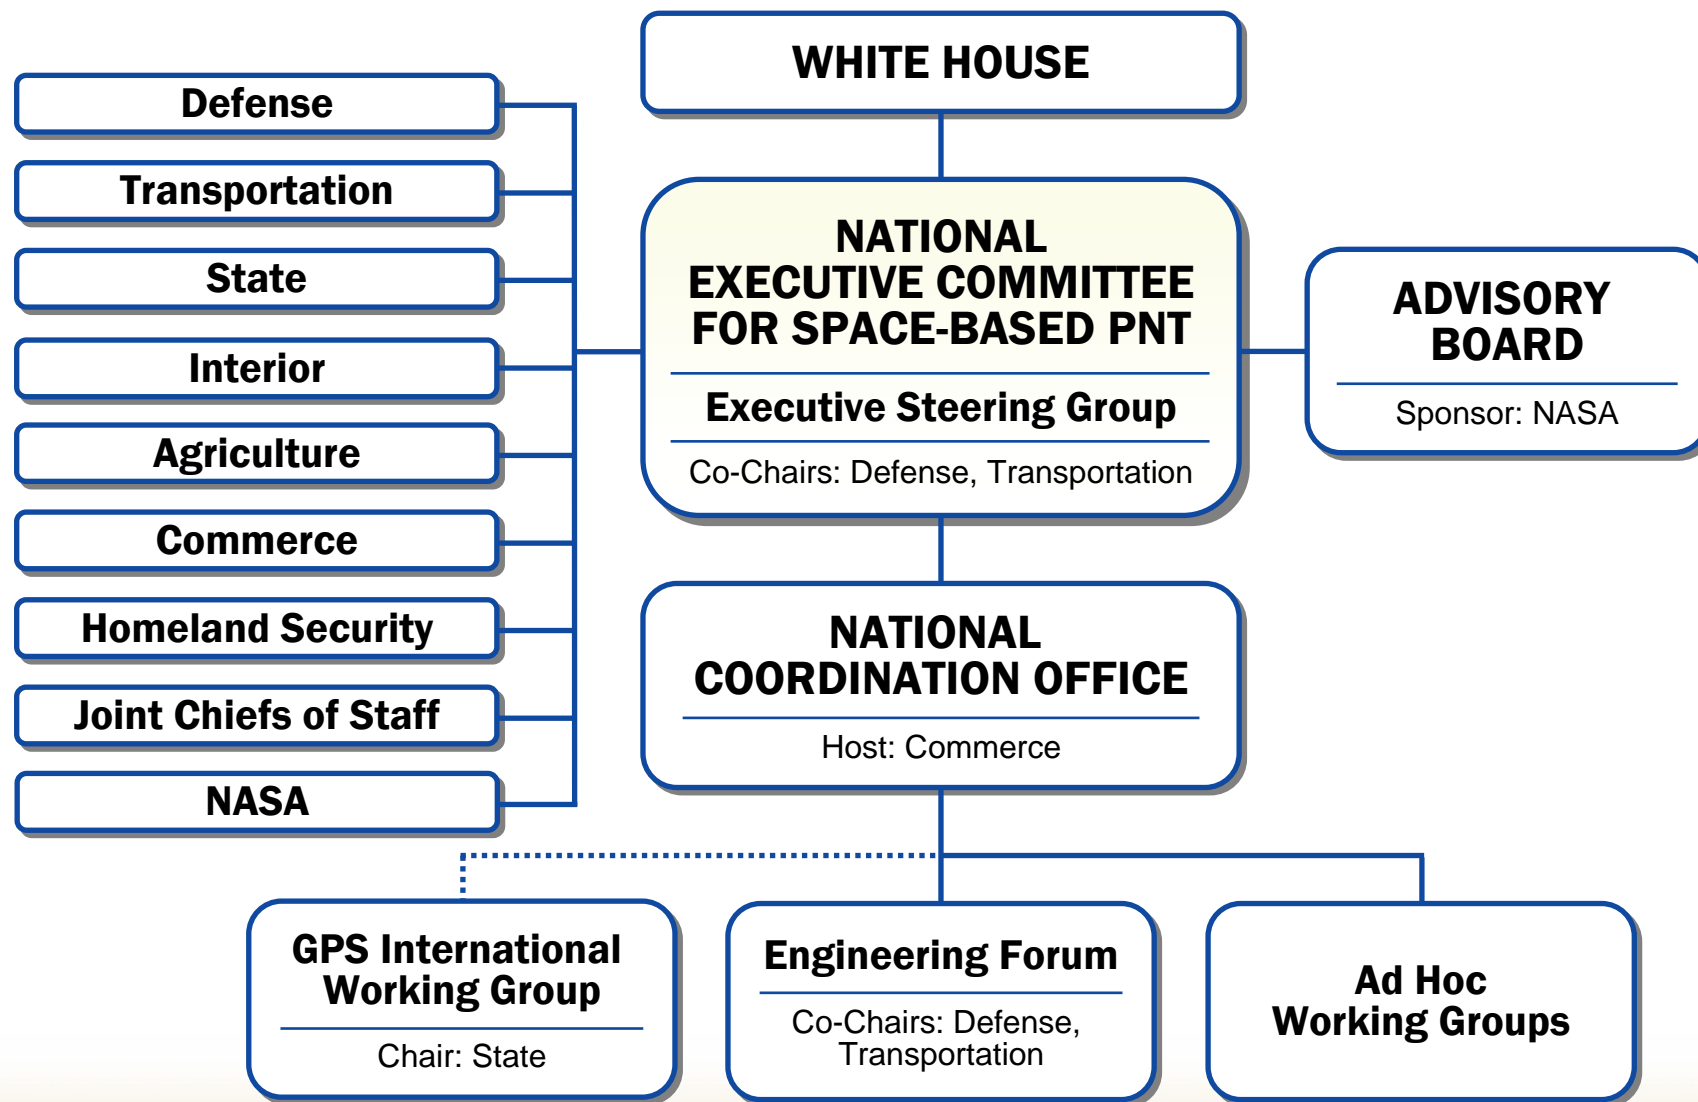 WHITE HOUSE
Defense
Transportation
State
Interior
Agriculture
Commerce
Homeland Security
Joint Chiefs of Staff
NASA
NATIONAL
EXECUTIVE COMMITTEE
FOR SPACE-BASED PNT
Executive Steering Group
Co-Chairs: Defense, Transportation
ADVISORY
BOARD
Sponsor: NASA
NATIONAL
COORDINATION OFFICE
Host: Commerce
GPS International
Working Group
Chair: State
Engineering Forum
Co-Chairs: Defense,
Transportation
Ad Hoc
Working Groups